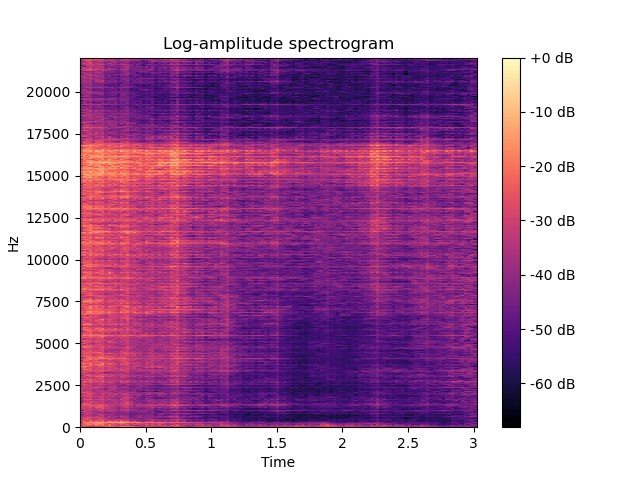 Log-amplitude spectrogram
Hz
20000
17500
15000
12500
10000
7500
5000
2500
0
0 0.5 1 1.5 2 2.5 3
Time
+0 dB
-10 dB
-20 dB
-30 dB
-40 dB
-50 dB
-60 dB